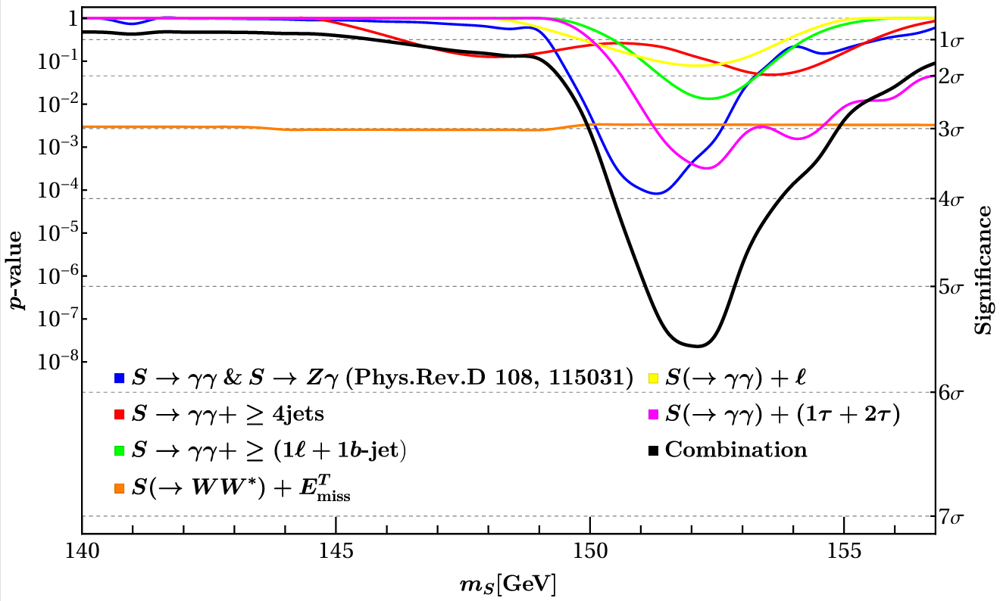 1
10⁻¹
10⁻²
10⁻³
10⁻⁴
10⁻⁵
10⁻⁶
10⁻⁷
10⁻⁸
p-value
1σ
2σ
3σ
4σ
5σ
6σ
7σ
Significance
S → γγ & S → Zγ (Phys.Rev.D 108, 115031)
S → γγ+ ≥ 4jets
S → γγ+ ≥ (1ℓ + 1b-jet)
S(→ WW*) + E^T_miss
S(→ γγ) + ℓ
S(→ γγ) + (1τ + 2τ)
Combination
140 145 150 155
m_S[GeV]